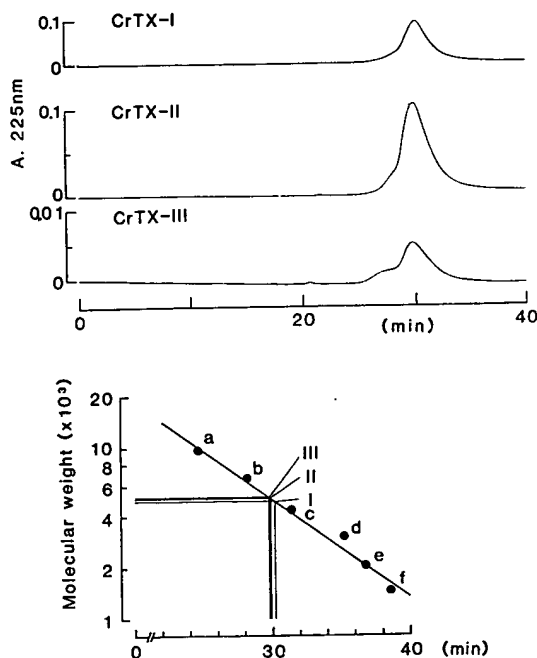 CrTX-I
0.1
0
CrTX-II
0.1
0
A. 225nm
CrTX-III
0.01
0
0 20 (min) 40
Molecular weight (×10³)
20
10
8
6
4
2
1
a
b
III
II
I
c
d
e
f
0 30 40 (min)